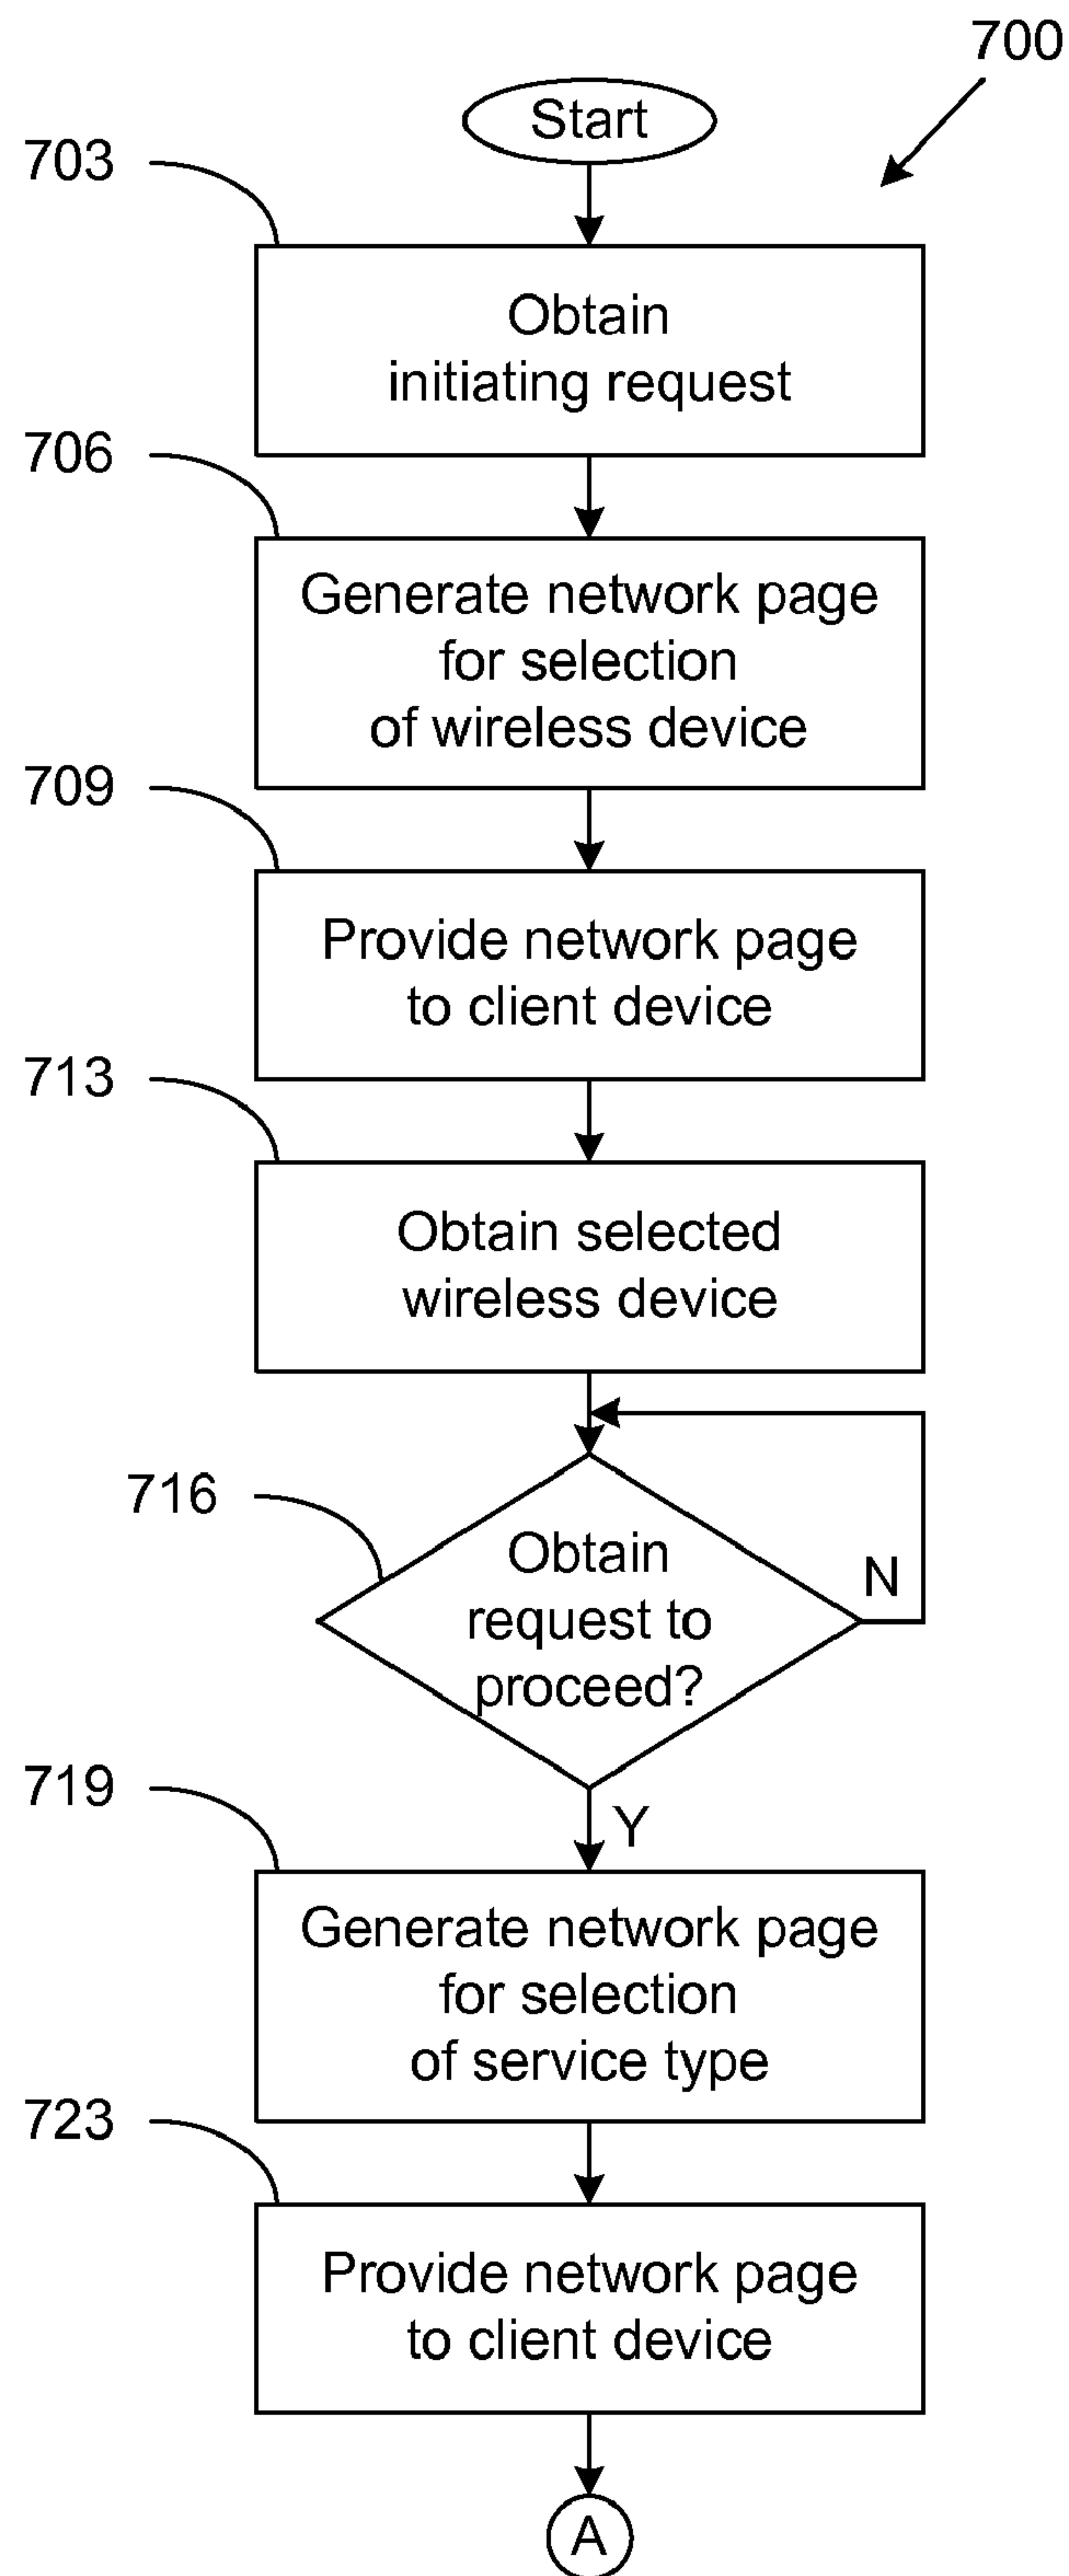 700
Start
703
Obtain
initiating request
706
Generate network page
for selection
of wireless device
709
Provide network page
to client device
713
Obtain selected
wireless device
716
Obtain
request to
proceed?
N
Y
719
Generate network page
for selection
of service type
723
Provide network page
to client device
A